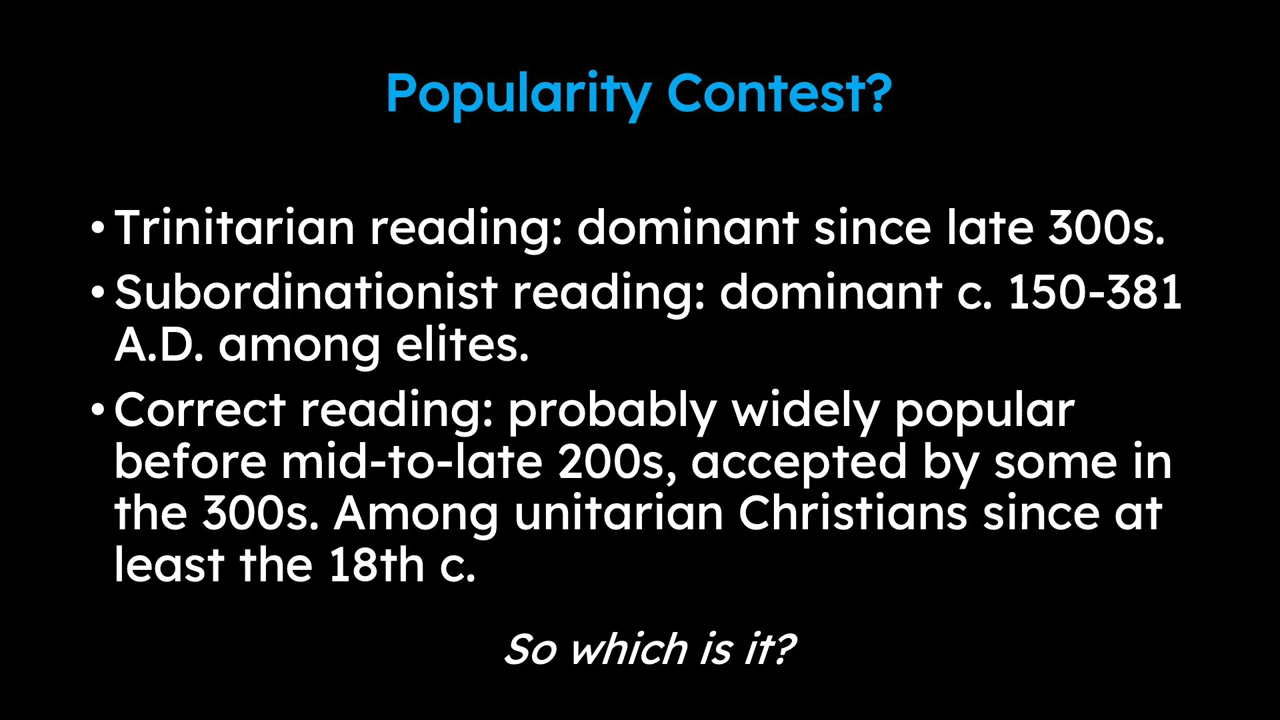 Popularity Contest?
• Trinitarian reading: dominant since late 300s.
• Subordinationist reading: dominant c. 150-381
A.D. among elites.
• Correct reading: probably widely popular
before mid-to-late 200s, accepted by some in
the 300s. Among unitarian Christians since at
least the 18th c.
So which is it?